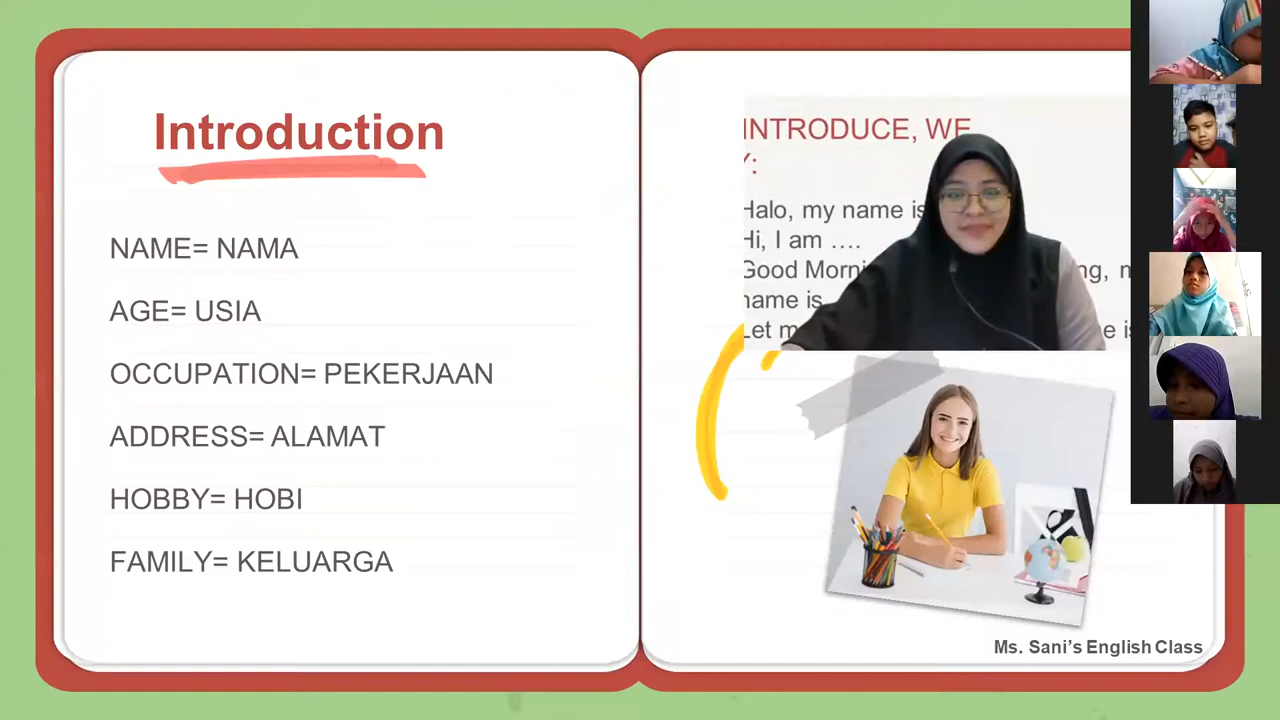 Introduction
NAME= NAMA
AGE= USIA
OCCUPATION= PEKERJAAN
ADDRESS= ALAMAT
HOBBY= HOBI
FAMILY= KELUARGA
INTRODUCE, WE
Y:
Halo, my name is
Hi, I am ….
Good
name is
Let
Ms. Sani’s English Class